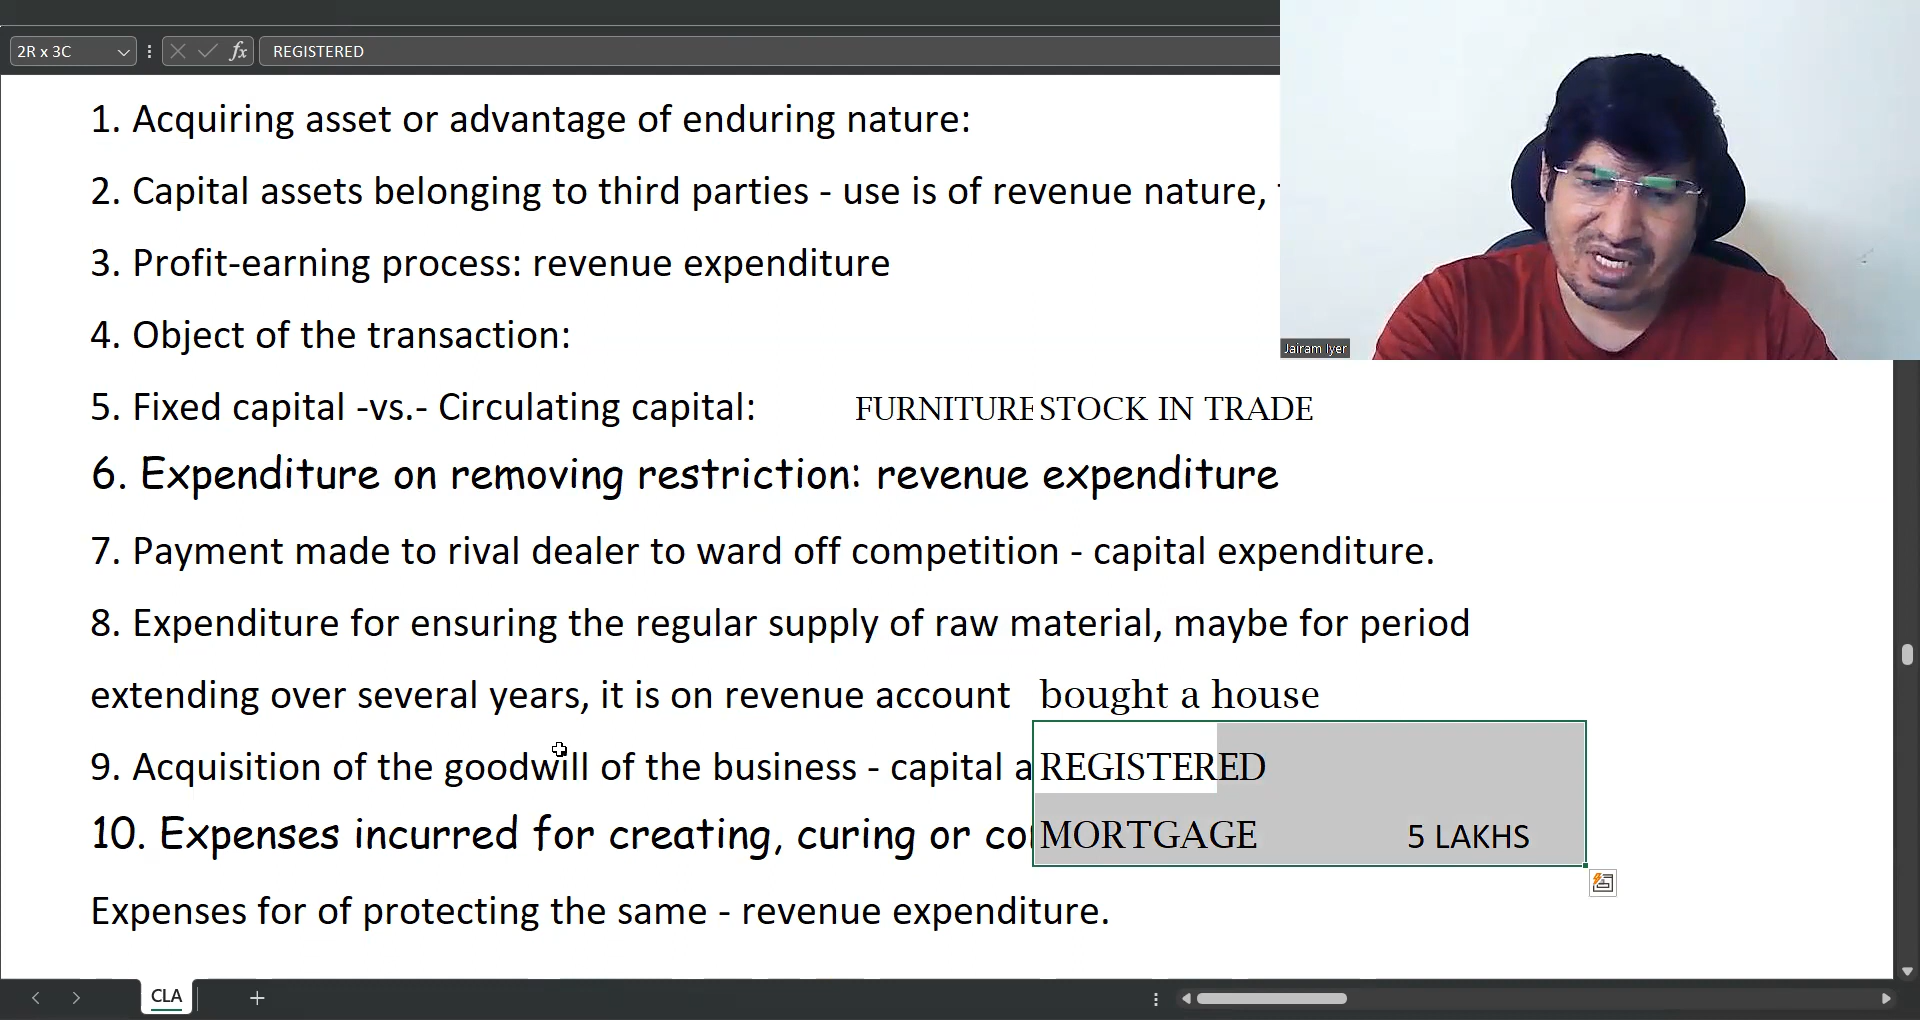 2R x 3C fx REGISTERED
1. Acquiring asset or advantage of enduring nature:
2. Capital assets belonging to third parties - use is of revenue nature,
3. Profit-earning process: revenue expenditure
4. Object of the transaction:
Jairam Iyer
5. Fixed capital -vs.- Circulating capital: FURNITURE STOCK IN TRADE
6. Expenditure on removing restriction: revenue expenditure
7. Payment made to rival dealer to ward off competition - capital expenditure.
8. Expenditure for ensuring the regular supply of raw material, maybe for period
extending over several years, it is on revenue account bought a house
9. Acquisition of the goodwill of the business - capital a REGISTERED
10. Expenses incurred for creating, curing or MORTGAGE 5 LAKHS
Expenses for of protecting the same - revenue expenditure.
CLA